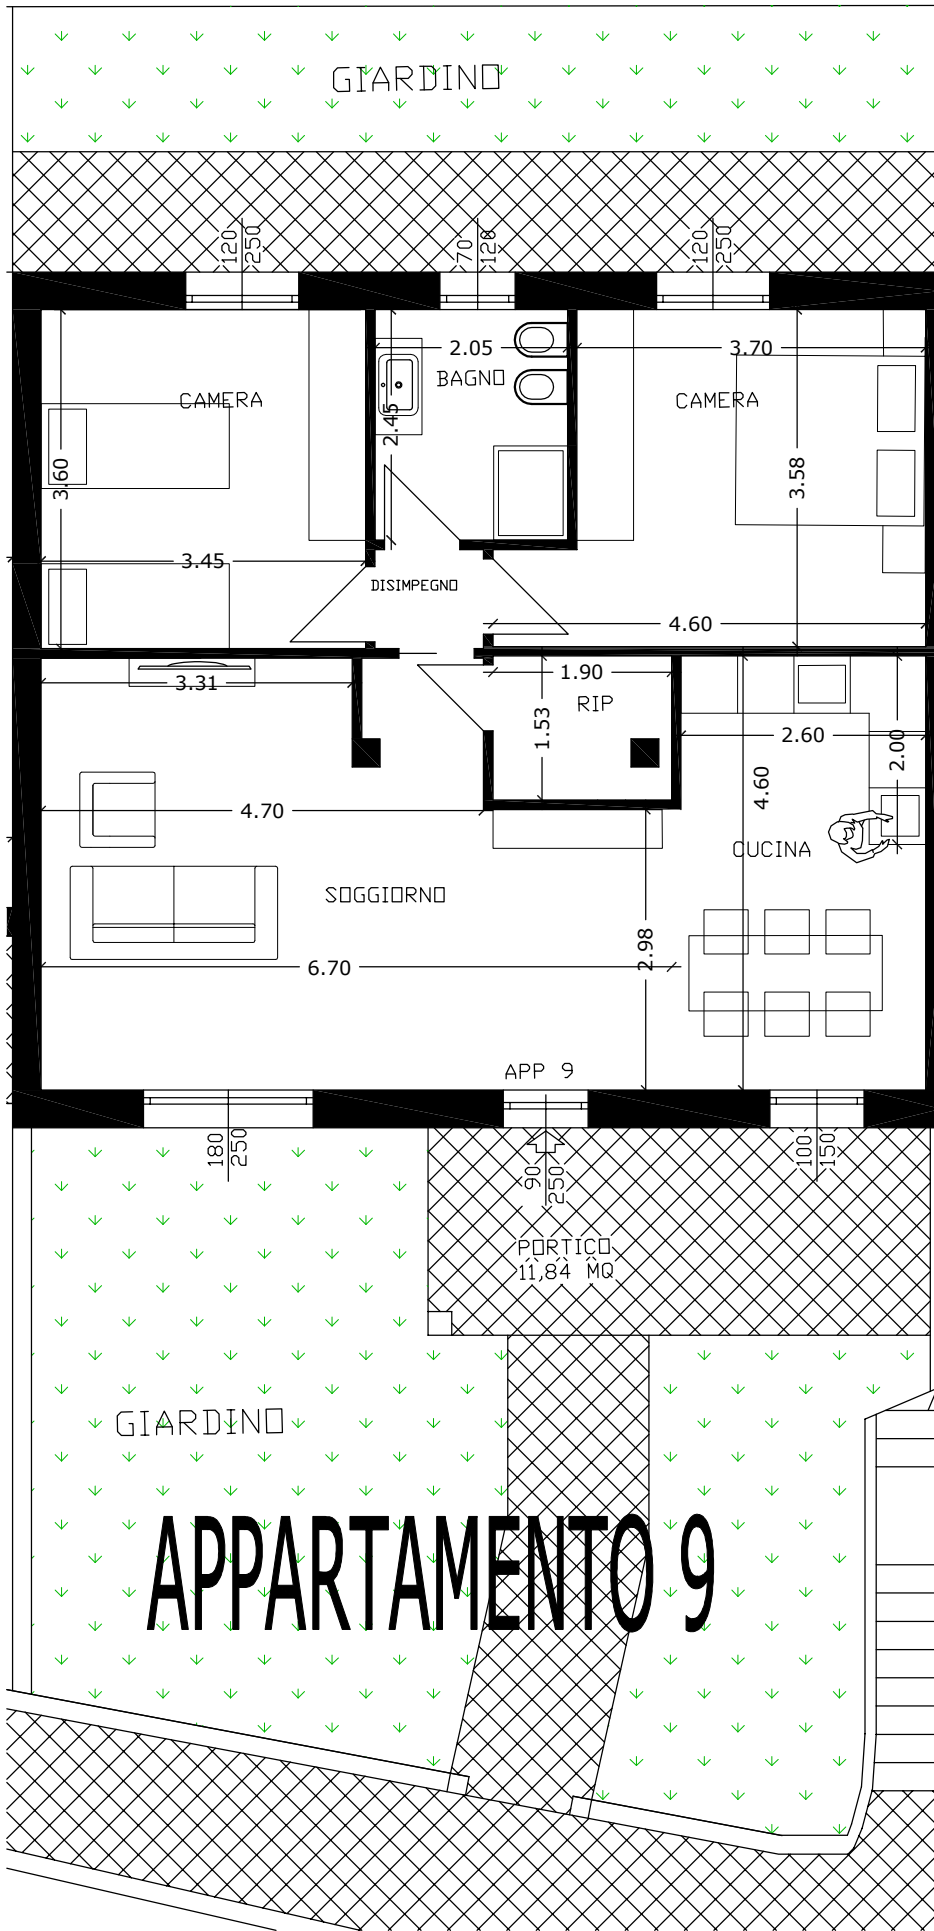 GIARDINO
120
250
70
120
120
250
2.05
3.70
BAGNO
CAMERA
CAMERA
2.45
3.60
3.58
3.45
DISIMPEGNO
4.60
3.31
1.90
RIP
1.53
2.60
2.00
4.60
4.70
CUCINA
SOGGIORNO
2.98
6.70
APP 9
180
250
90
250
100
150
PORTICO
11,84 MQ
GIARDINO
APPARTAMENTO 9